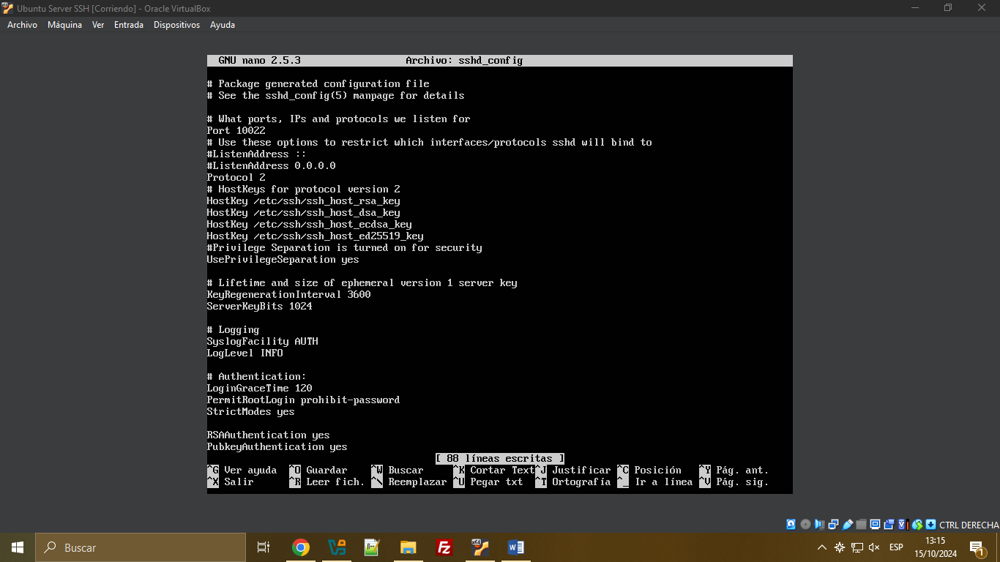 Ubuntu Server SSH [Corriendo] - Oracle VirtualBox
Archivo Máquina Ver Entrada Dispositivos Ayuda
GNU nano 2.5.3 Archivo: sshd_config
# Package generated configuration file
# See the sshd_config(5) manpage for details
# What ports, IPs and protocols we listen for
Port 10022
# Use these options to restrict which interfaces/protocols sshd will bind to
#ListenAddress ::
#ListenAddress 0.0.0.0
Protocol 2
# HostKeys for protocol version 2
HostKey /etc/ssh/ssh_host_rsa_key
HostKey /etc/ssh/ssh_host_dsa_key
HostKey /etc/ssh/ssh_host_ecdsa_key
HostKey /etc/ssh/ssh_host_ed25519_key
#Privilege Separation is turned on for security
UsePrivilegeSeparation yes
# Lifetime and size of ephemeral version 1 server key
KeyRegenerationInterval 3600
ServerKeyBits 1024
# Logging
SyslogFacility AUTH
LogLevel INFO
# Authentication:
LoginGraceTime 120
PermitRootLogin prohibit-password
StrictModes yes
RSAAuthentication yes
PubkeyAuthentication yes
[ 88 líneas escritas ]
^G Ver ayuda ^O Guardar ^W Buscar ^K Cortar Text ^J Justificar ^C Posición ^Y Pág. ant.
^X Salir ^R Leer fich. ^\ Reemplazar ^U Pegar txt ^T Ortografía ^_ Ir a línea ^V Pág. sig.
CTRL DERECHA
Buscar
ESP
13:15
15/10/2024
1